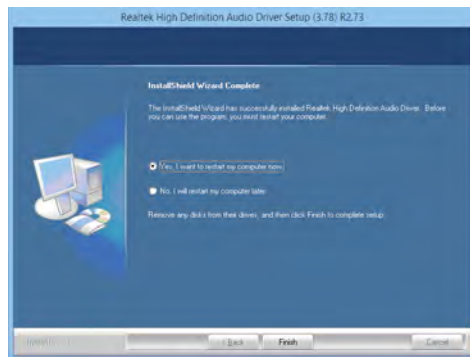 Realtek High Definition Audio Driver Setup (3.78) R2.73
InstallShield Wizard Complete
The InstallShield Wizard has successfully installed Realtek High Definition Audio Driver. Before
you can use the program, you must restart your computer.
Yes, I want to restart my computer now.
No, I will restart my computer later.
Remove any disks from their drives, and then click Finish to complete setup.
InstallShield
< Back
Finish
Cancel